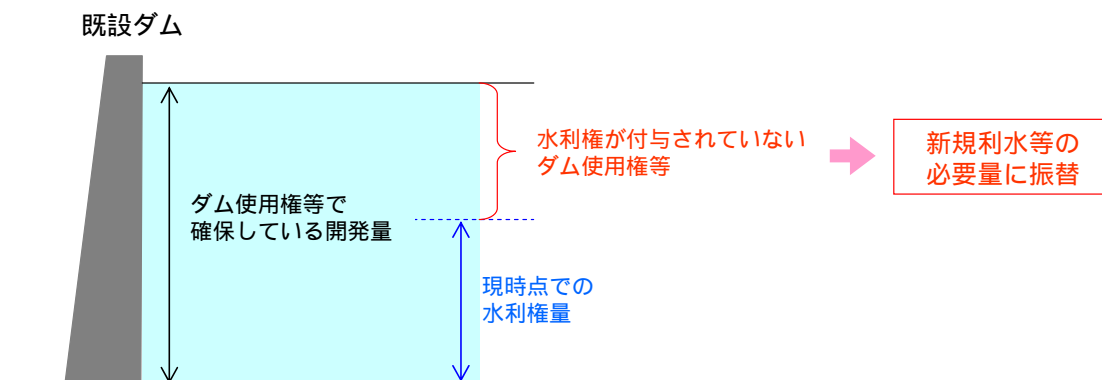 既設ダム
水利権が付与されていない
ダム使用権等
新規利水等の
必要量に振替
ダム使用権等で
確保している開発量
現時点での
水利権量